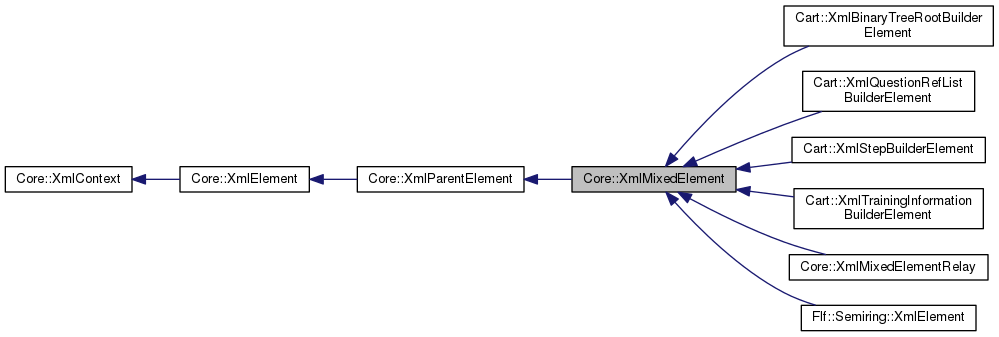 Cart::XmlBinaryTreeRootBuilder
Element
Cart::XmlQuestionRefList
BuilderElement
Cart::XmlStepBuilderElement
Core::XmlContext
Core::XmlElement
Core::XmlParentElement
Core::XmlMixedElement
Cart::XmlTrainingInformation
BuilderElement
Core::XmlMixedElementRelay
Flf::Semiring::XmlElement